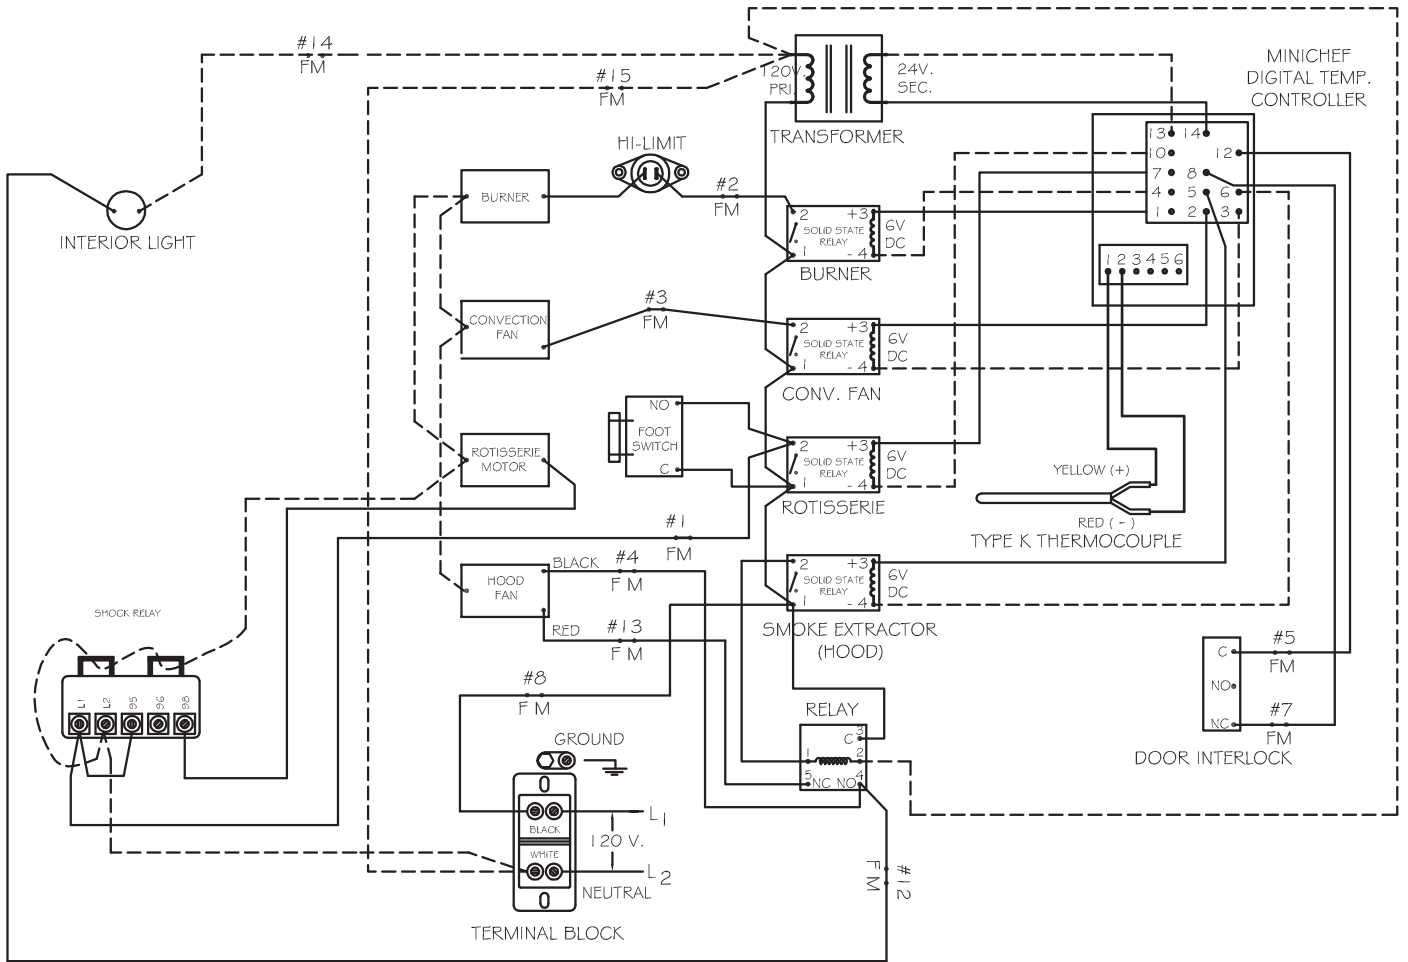 #14
FM
#15
FM
120V.
PRI.
24V.
SEC.
TRANSFORMER
MINICHEF
DIGITAL TEMP.
CONTROLLER
13 14
10 12
7 8
4 5 6
1 2 3
1 2 3 4 5 6
HI-LIMIT
BURNER
#2
FM
INTERIOR LIGHT
2 +3
SOLID STATE
RELAY
1 - 4
6V
DC
BURNER
CONVECTION
FAN
#3
FM
2 +3
SOLID STATE
RELAY
1 - 4
6V
DC
CONV. FAN
NO
FOOT
SWITCH
C
ROTISSERIE
MOTOR
2 +3
SOLID STATE
RELAY
1 - 4
6V
DC
ROTISSERIE
YELLOW (+)
RED ( - )
TYPE K THERMOCOUPLE
#1
FM
HOOD
FAN
BLACK
#4
F M
RED
#13
F M
2 +3
SOLID STATE
RELAY
1 - 4
6V
DC
SMOKE EXTRACTOR
(HOOD)
SHOCK RELAY
L1 L2 95 96 98
#8
F M
C
NO
NC
#5
FM
#7
FM
DOOR INTERLOCK
RELAY
3
C
1 2
5 4
NC NO
GROUND
BLACK
WHITE
L1
120 V.
L2
NEUTRAL
TERMINAL BLOCK
#12
F M